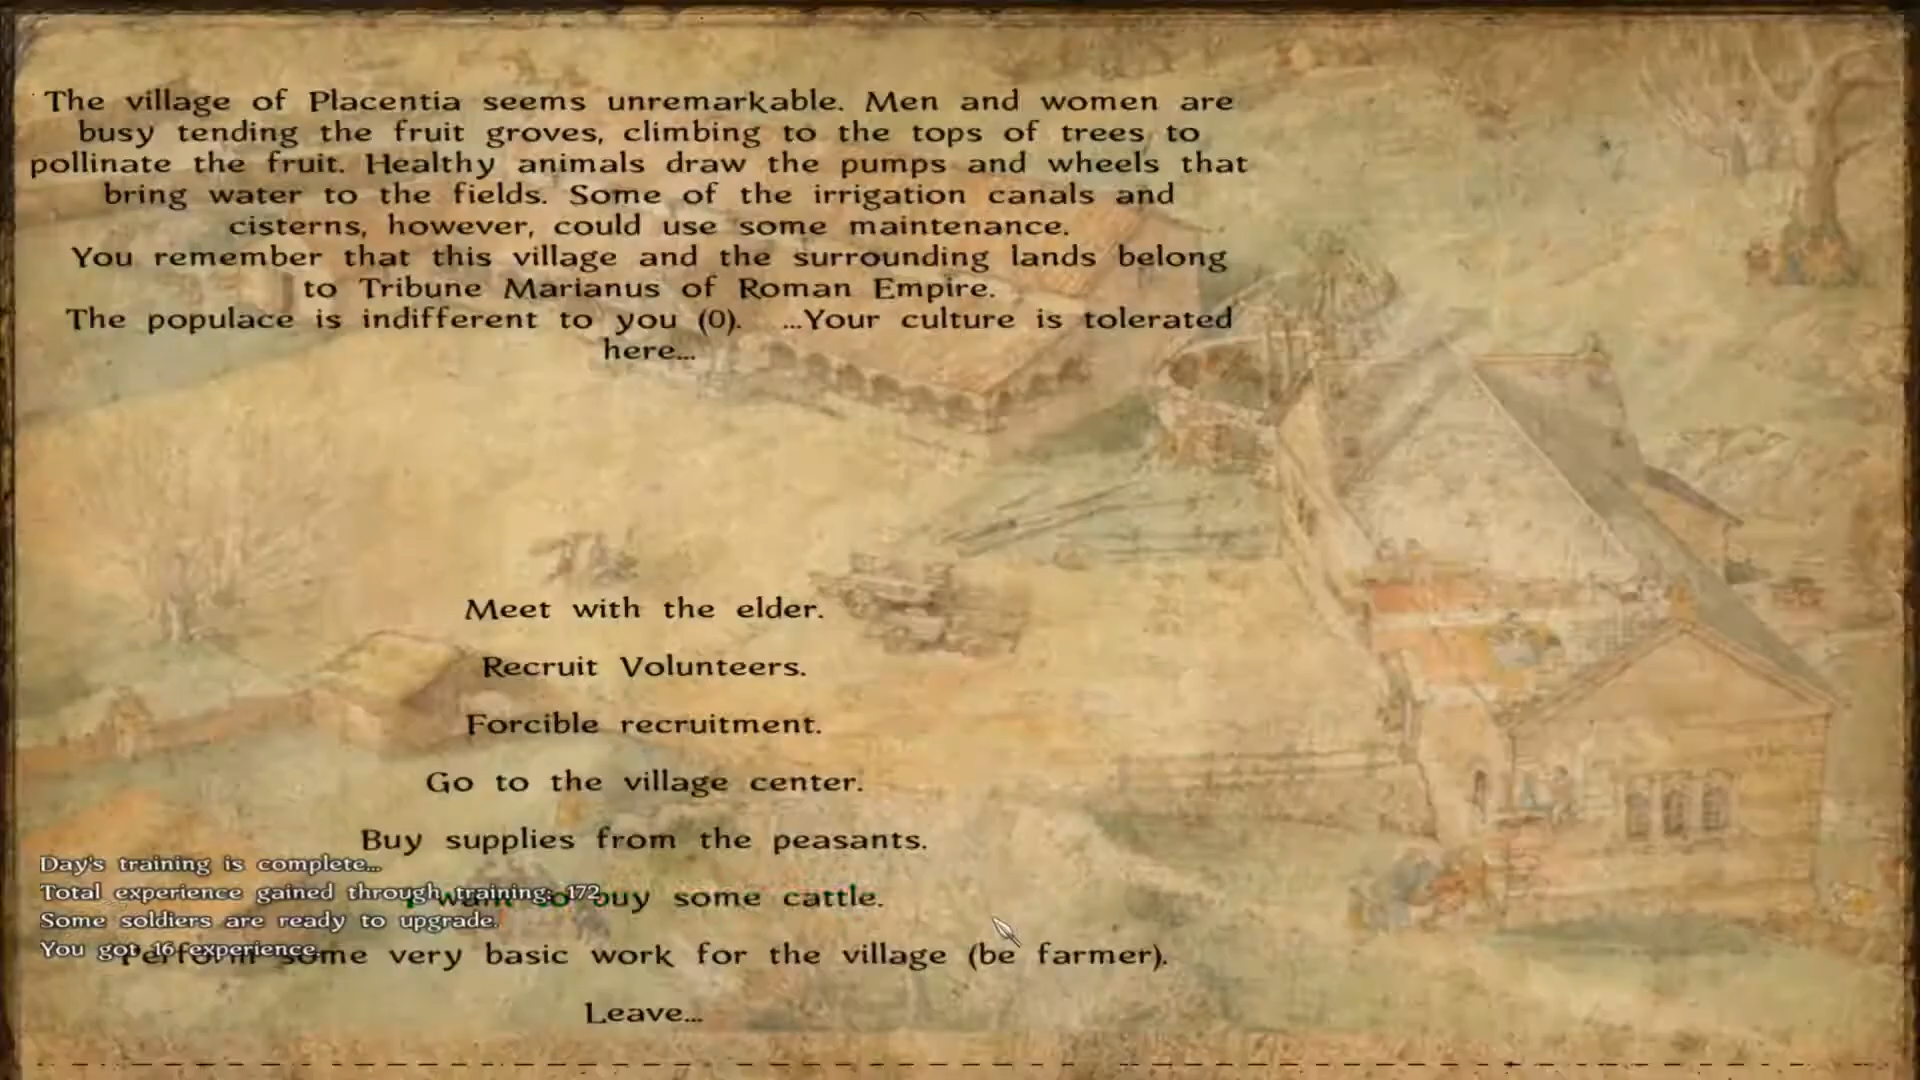 The village of Placentia seems unremarkable. Men and women are
busy tending the fruit groves, climbing to the tops of trees to
pollinate the fruit. Healthy animals draw the pumps and wheels that
bring water to the fields. Some of the irrigation canals and
cisterns, however, could use some maintenance.
You remember that this village and the surrounding lands belong
to Tribune Marianus of Roman Empire.
The populace is indifferent to you (0). ...Your culture is tolerated
here...
Meet with the elder.
Recruit Volunteers.
Forcible recruitment.
Go to the village center.
Buy supplies from the peasants.
Day's training is complete...
Total experience gained through training: 172
want to buy some cattle.
Some soldiers are ready to upgrade.
You got 16 experience.
Perform some very basic work for the village (be farmer).
Leave...